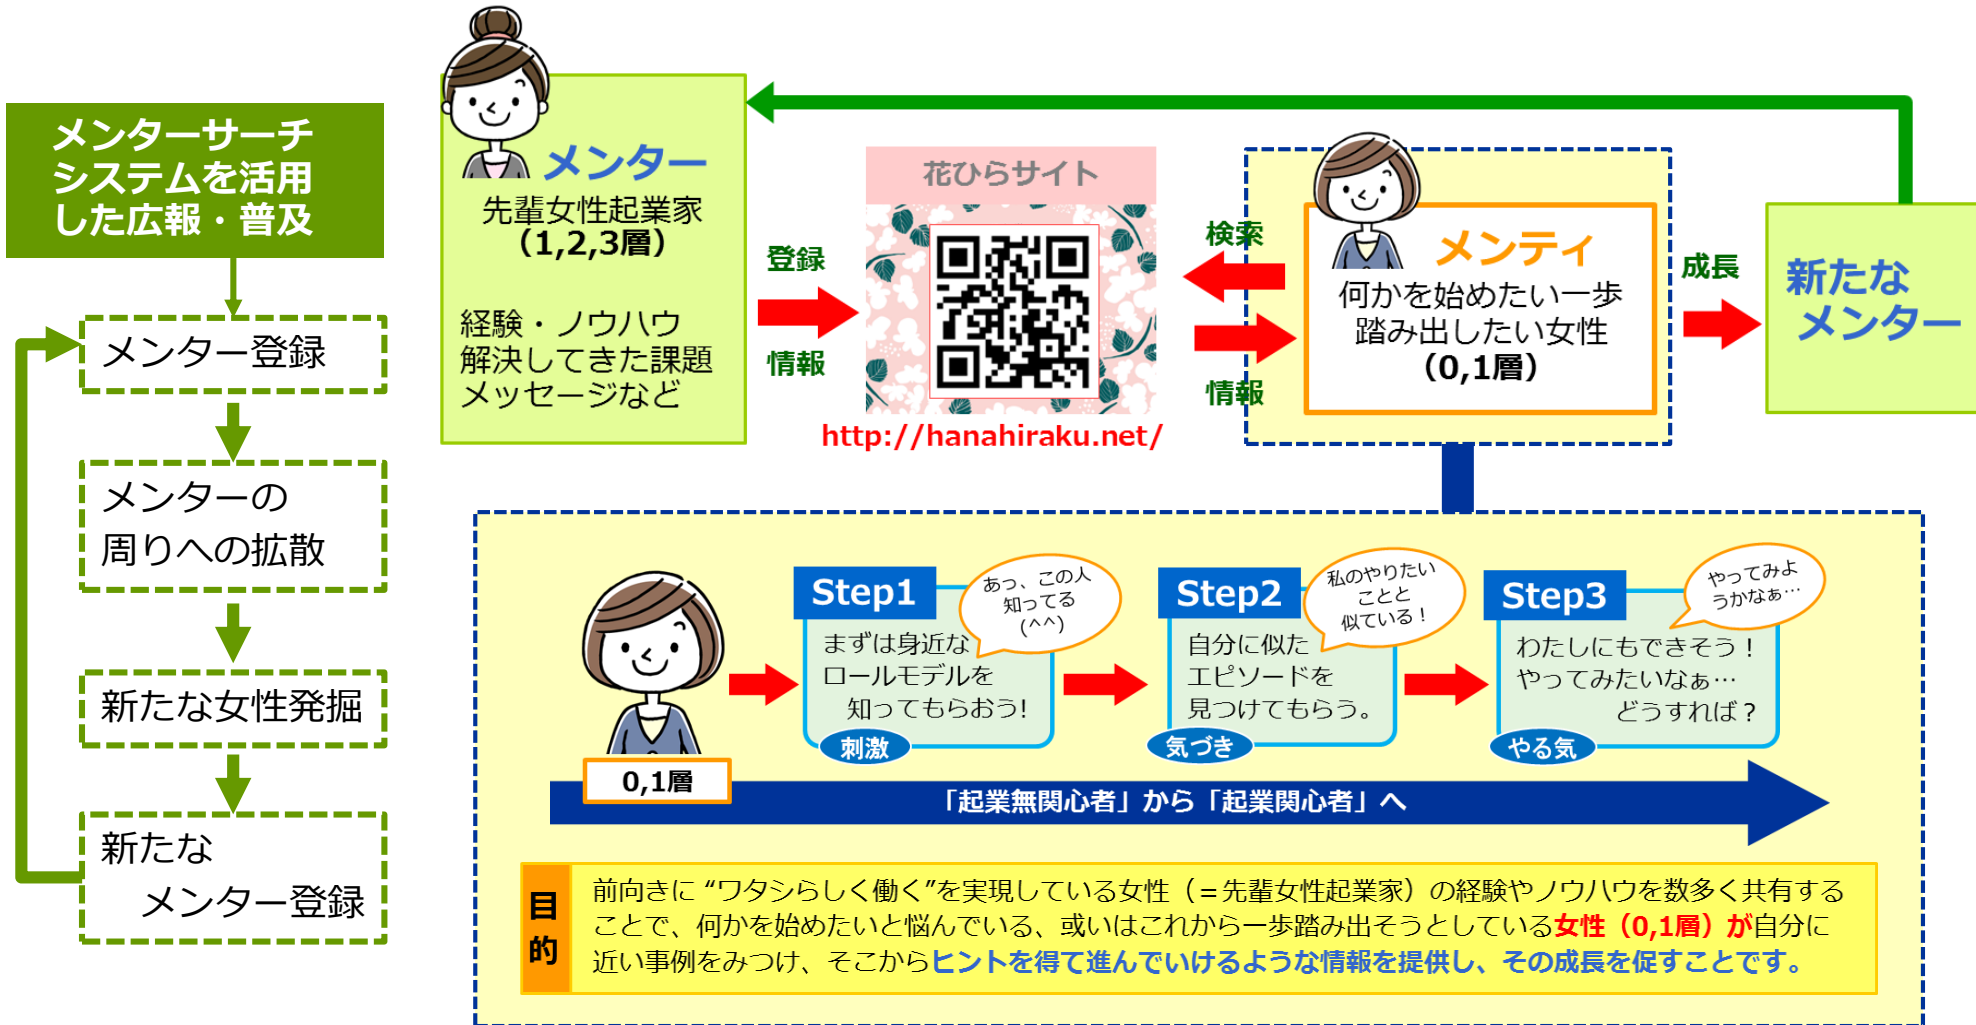 メンターサーチ
システムを活用
した広報・普及
メンター登録
メンターの
周りへの拡散
新たな女性発掘
新たな
メンター登録
メンター
先輩女性起業家
（1,2,3層）
経験・ノウハウ
解決してきた課題
メッセージなど
登録
情報
花ひらサイト
http://hanahiraku.net/
検索
情報
メンティ
何かを始めたい一歩
踏み出したい女性
（0,1層）
成長
新たな
メンター
0,1層
Step1
あっ、この人
知ってる
(^^)
まずは身近な
ロールモデルを
知ってもらおう!
刺激
Step2
私のやりたい
ことと
似ている！
自分に似た
エピソードを
見つけてもらう。
気づき
Step3
やってみよ
うかなぁ…
わたしにもできそう！
やってみたいなぁ…
どうすれば？
やる気
「起業無関心者」から「起業関心者」へ
目的
前向きに “ワタシらしく働く”を実現している女性（＝先輩女性起業家）の経験やノウハウを数多く共有する
ことで、何かを始めたいと悩んでいる、或いはこれから一歩踏み出そうとしている女性（0,1層）が自分に
近い事例をみつけ、そこからヒントを得て進んでいけるような情報を提供し、その成長を促すことです。